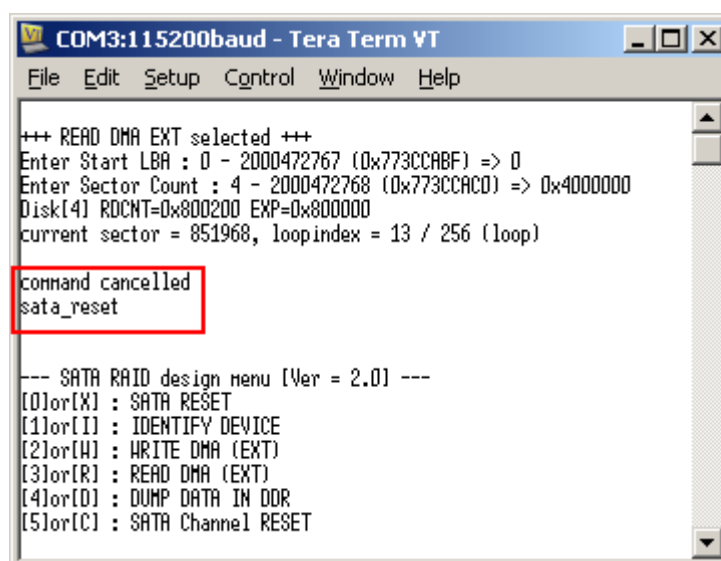 COM3:115200baud - Tera Term VT
File Edit Setup Control Window Help
+++ READ DMA EXT selected +++
Enter Start LBA : 0 - 2000472767 (0x773CCABF) => 0
Enter Sector Count : 4 - 2000472768 (0x773CCAC0) => 0x4000000
Disk[4] RDCNT=0x800200 EXP=0x800000
current sector = 851968, loopindex = 13 / 256 (loop)
command cancelled
sata_reset
--- SATA RAID design menu [Ver = 2.0] ---
[0]or[X] : SATA RESET
[1]or[I] : IDENTIFY DEVICE
[2]or[W] : WRITE DMA (EXT)
[3]or[R] : READ DMA (EXT)
[4]or[D] : DUMP DATA IN DDR
[5]or[C] : SATA Channel RESET